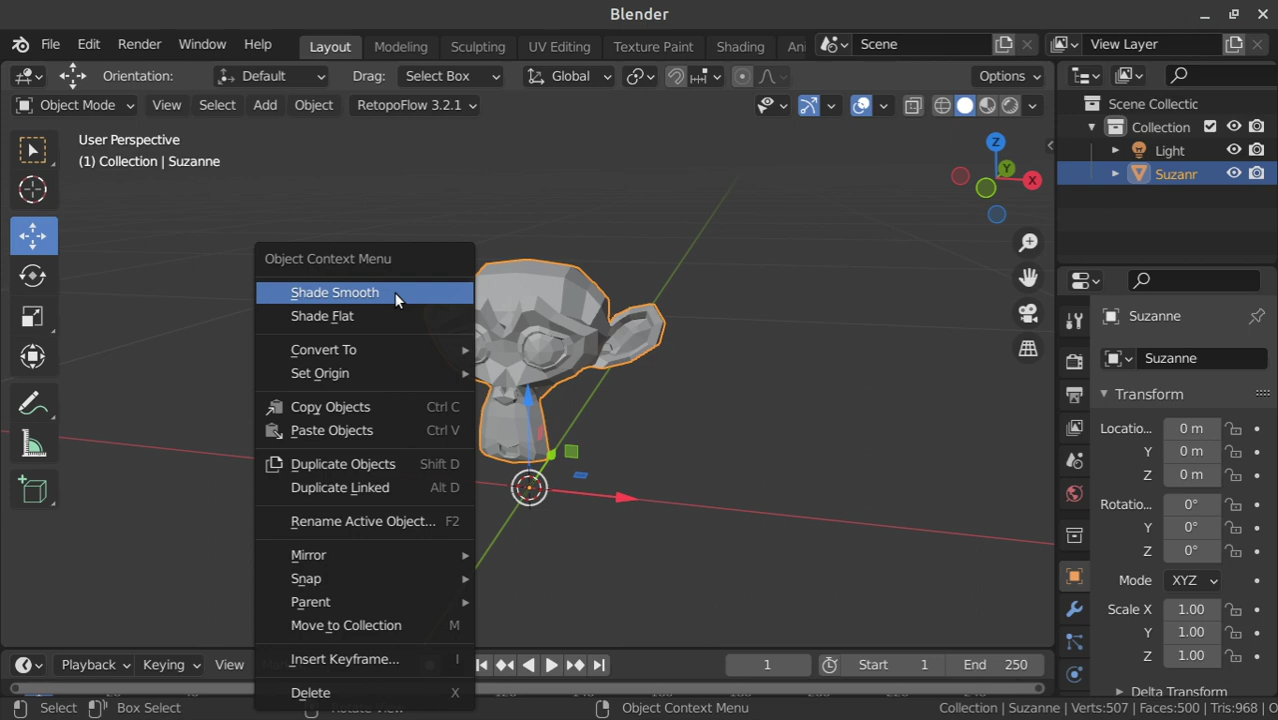 Blender
File Edit Render Window Help Layout Modeling Sculpting UV Editing Texture Paint Shading An Scene View Layer
Orientation: Default Drag: Select Box Global Options
Object Mode View Select Add Object RetopoFlow 3.2.1
User Perspective
(1) Collection | Suzanne
Z
Y
X
Scene Collectic
Collection
Light
Suzanr
Object Context Menu
Shade Smooth
Shade Flat
Convert To
Set Origin
Copy Objects Ctrl C
Paste Objects Ctrl V
Duplicate Objects Shift D
Duplicate Linked Alt D
Rename Active Object... F2
Mirror
Snap
Parent
Move to Collection M
Insert Keyframe... I
Delete X
Suzanne
Suzanne
Transform
Locatio... 0 m
Y 0 m
Z 0 m
Rotatio... 0°
Y 0°
Z 0°
Mode XYZ
Scale X 1.00
Y 1.00
Z 1.00
Delta Transform
Playback Keying View 1 Start 1 End 250
Select Box Select Object Context Menu Collection | Suzanne | Verts:507 | Faces:500 | Tris:968 | O